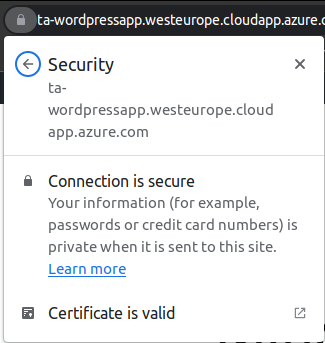 ta-wordpressapp.westeurope.cloudapp.azure.c
Security
ta-
wordpressapp.westeurope.cloud
app.azure.com
Connection is secure
Your information (for example,
passwords or credit card numbers) is
private when it is sent to this site.
Learn more
Certificate is valid